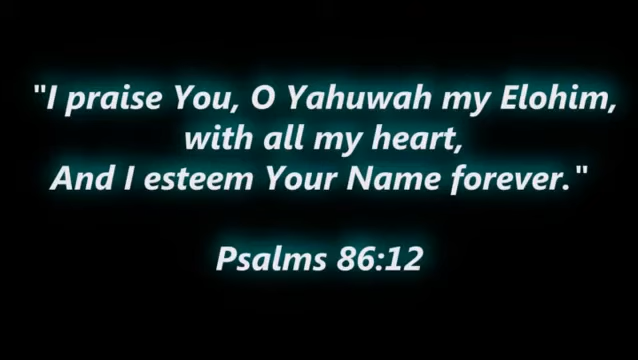 "I praise You, O Yahuwah my Elohim,
with all my heart,
And I esteem Your Name forever."
Psalms 86:12